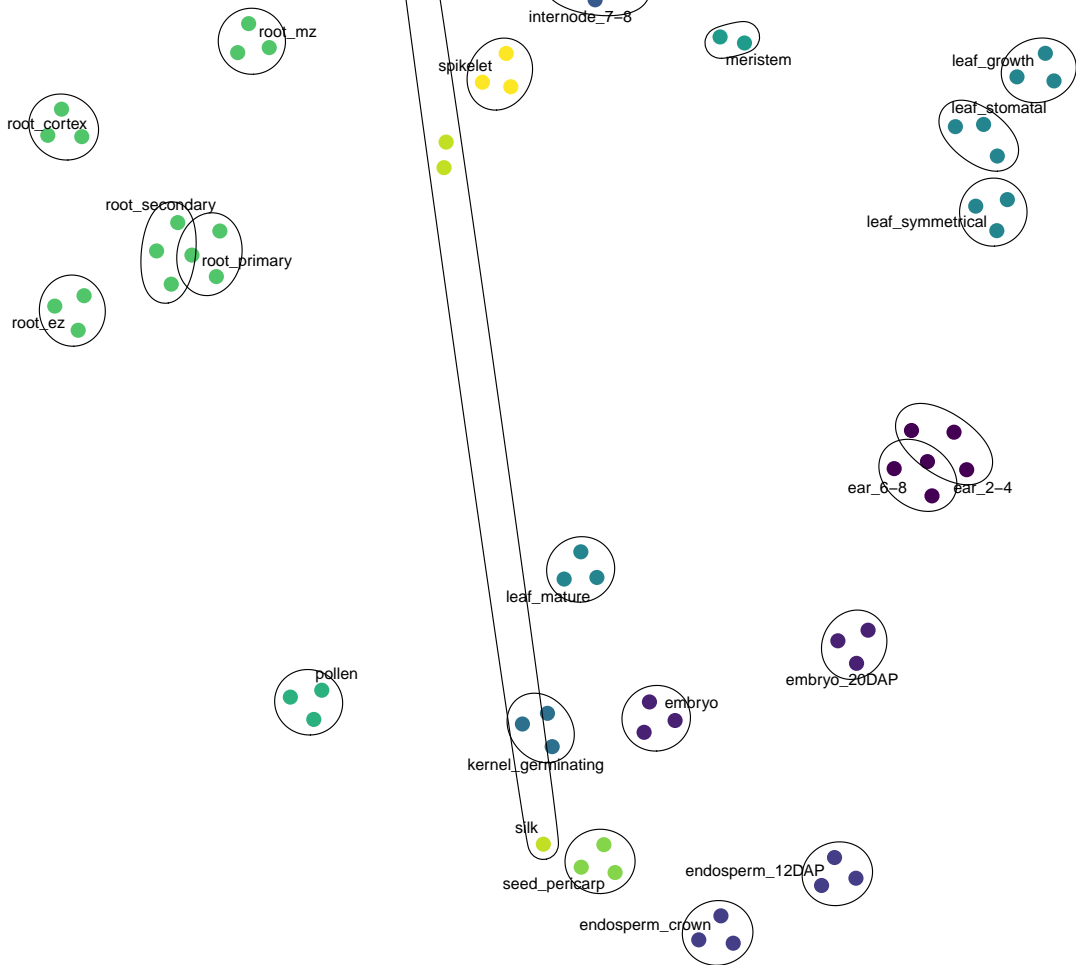 internode_7–8
root_mz
meristem
spikelet
leaf_growth
leaf_stomatal
root_cortex
root_secondary
leaf_symmetrical
root_primary
root_ez
ear_6–8
ear_2–4
leaf_mature
pollen
embryo_20DAP
embryo
kernel_germinating
silk
endosperm_12DAP
seed_pericarp
endosperm_crown